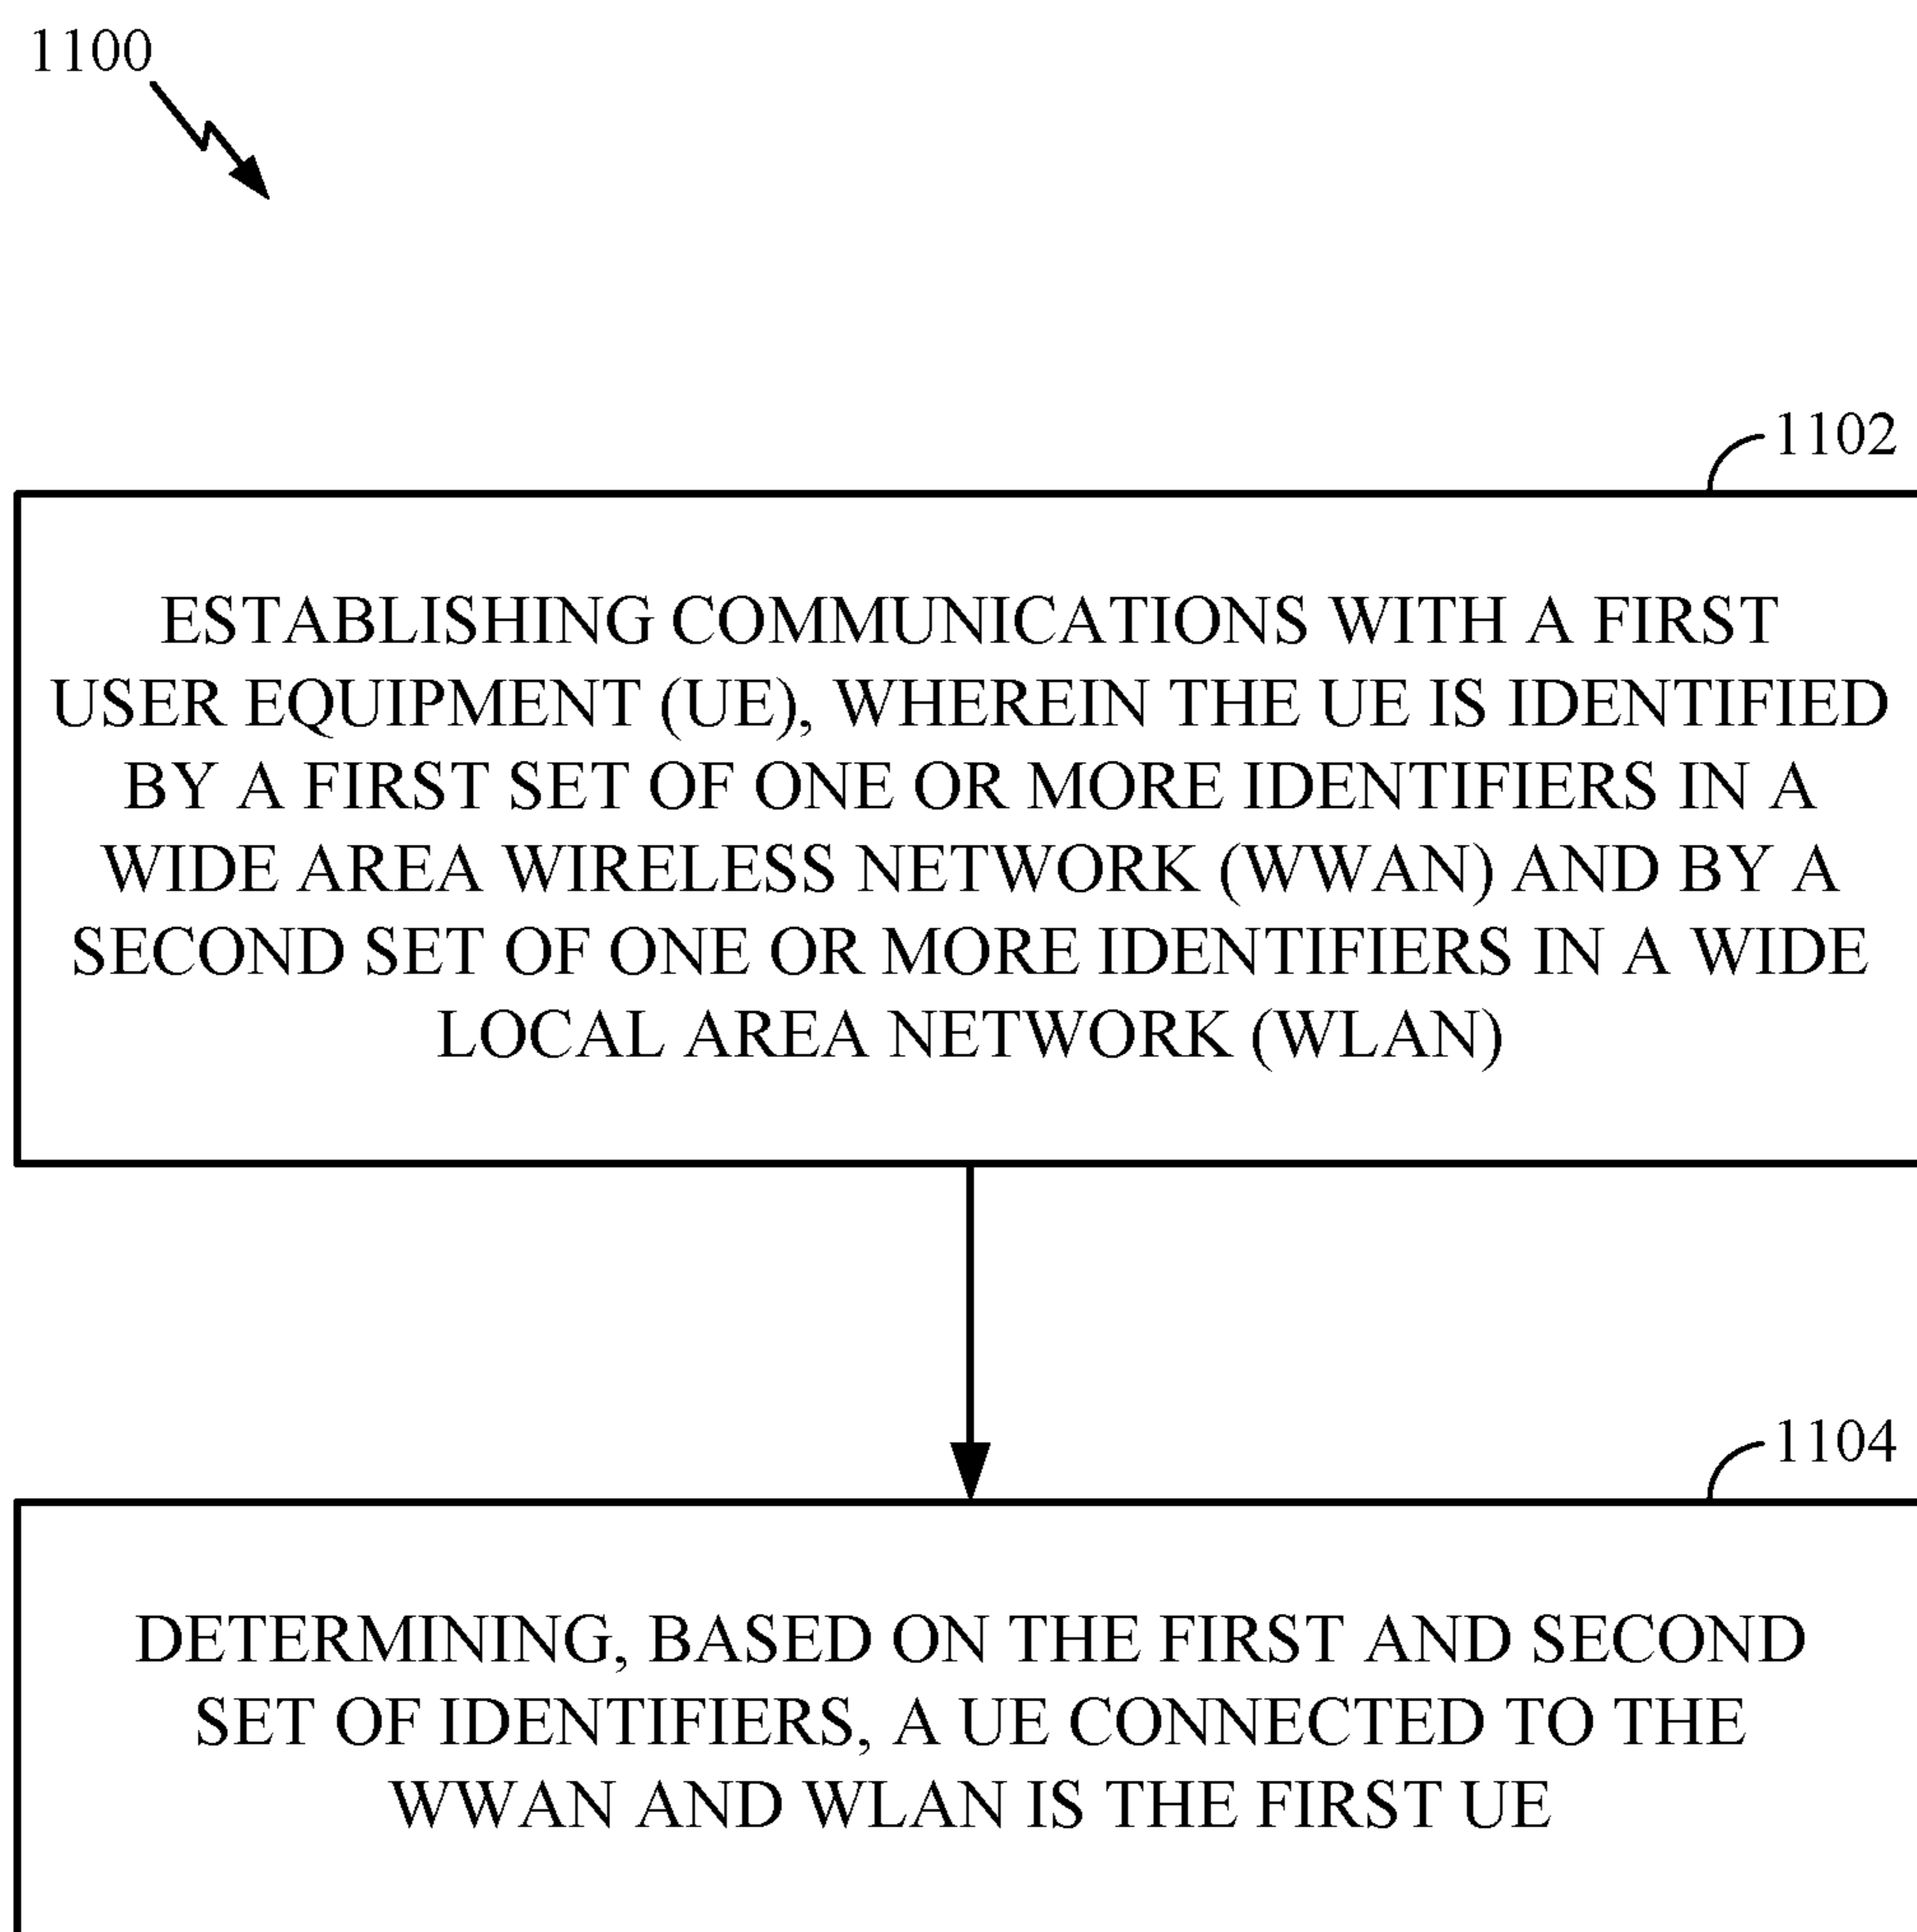 1100
1102
ESTABLISHING COMMUNICATIONS WITH A FIRST
USER EQUIPMENT (UE), WHEREIN THE UE IS IDENTIFIED
BY A FIRST SET OF ONE OR MORE IDENTIFIERS IN A
WIDE AREA WIRELESS NETWORK (WWAN) AND BY A
SECOND SET OF ONE OR MORE IDENTIFIERS IN A WIDE
LOCAL AREA NETWORK (WLAN)
1104
DETERMINING, BASED ON THE FIRST AND SECOND
SET OF IDENTIFIERS, A UE CONNECTED TO THE
WWAN AND WLAN IS THE FIRST UE